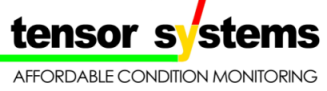 tensor systems
AFFORDABLE CONDITION MONITORING